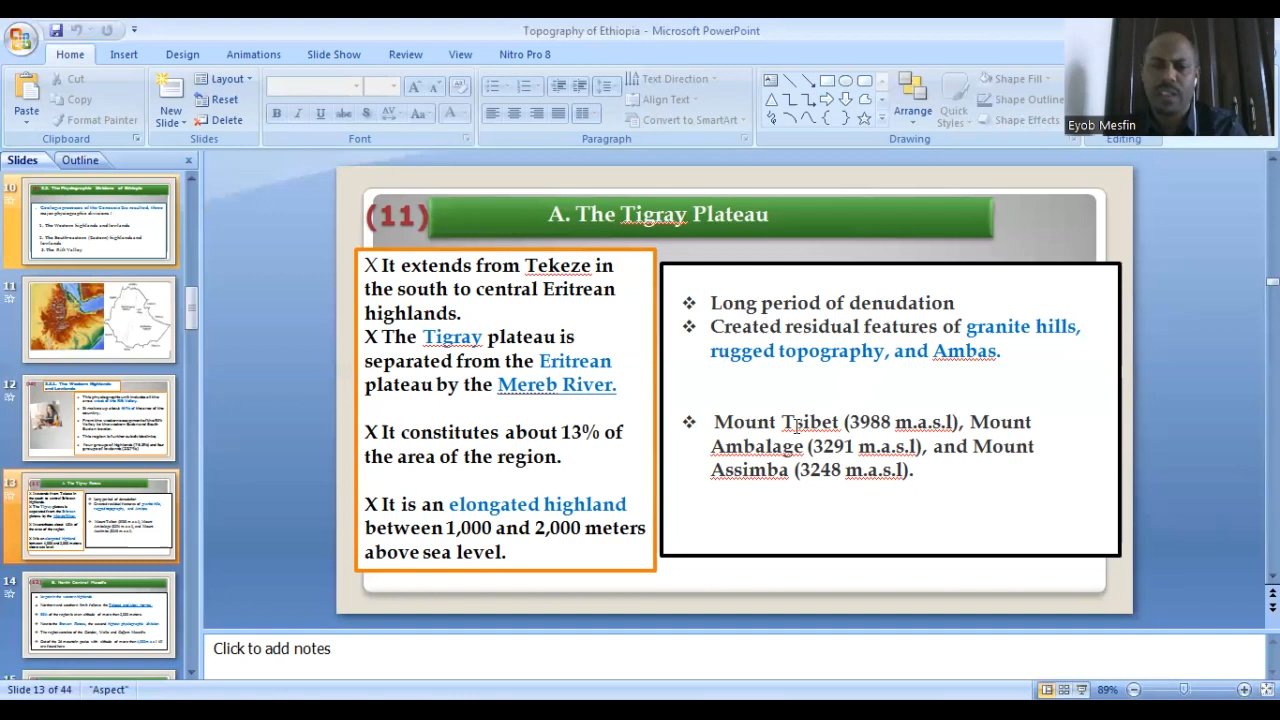 Topography of Ethiopia - Microsoft PowerPoint
Home
Insert
Design
Animations
Slide Show
Review
View
Nitro Pro 8
Paste
Cut
Copy
Format Painter
Clipboard
New
Slide
Layout
Reset
Delete
Slides
Font
Text Direction
Align Text
Convert to SmartArt
Paragraph
Arrange
Quick
Styles
Shape Fill
Shape Outline
Shape Effects
Drawing
Editing
Eyob Mesfin
Slides
Outline
10
11
12
13
14
(11)
A. The Tigray Plateau
X It extends from Tekeze in
the south to central Eritrean
highlands.
X The Tigray plateau is
separated from the Eritrean
plateau by the Mereb River.
X It constitutes about 13% of
the area of the region.
X It is an elongated highland
between 1,000 and 2,000 meters
above sea level.
❖ Long period of denudation
❖ Created residual features of granite hills,
rugged topography, and Ambas.
❖ Mount Tsibet (3988 m.a.s.l), Mount
Ambalage (3291 m.a.s.l), and Mount
Assimba (3248 m.a.s.l).
Click to add notes
Slide 13 of 44
"Aspect"
89%